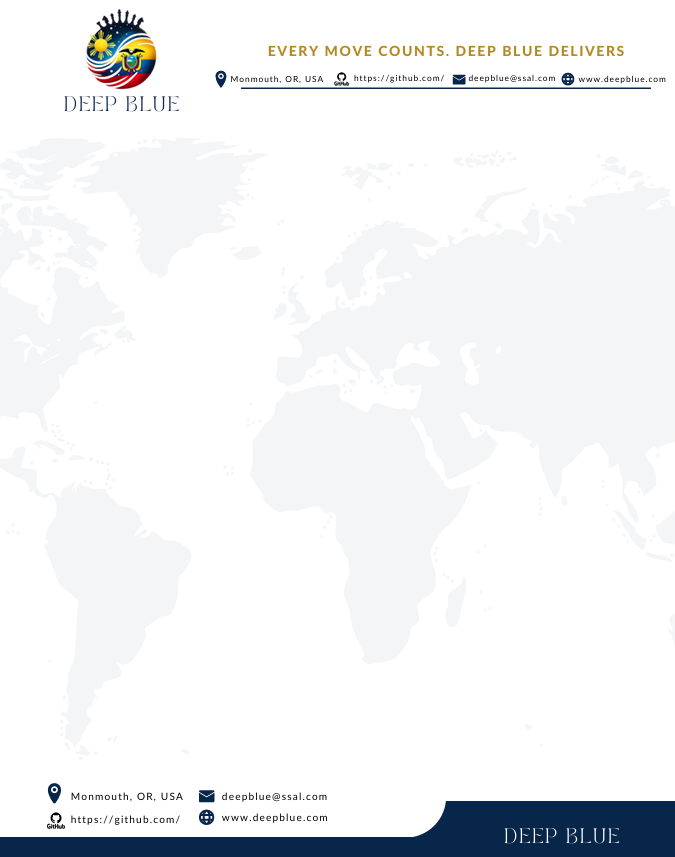 EVERY MOVE COUNTS. DEEP BLUE DELIVERS
Monmouth, OR, USA GitHub https://github.com/ deepblue@ssal.com www.deepblue.com
DEEP BLUE
Monmouth, OR, USA deepblue@ssal.com
GitHub https://github.com/ www.deepblue.com
DEEP BLUE